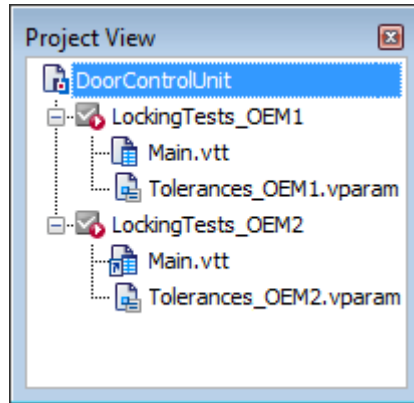 Project View
DoorControlUnit
LockingTests_OEM1
Main.vtt
Tolerances_OEM1.vparam
LockingTests_OEM2
Main.vtt
Tolerances_OEM2.vparam